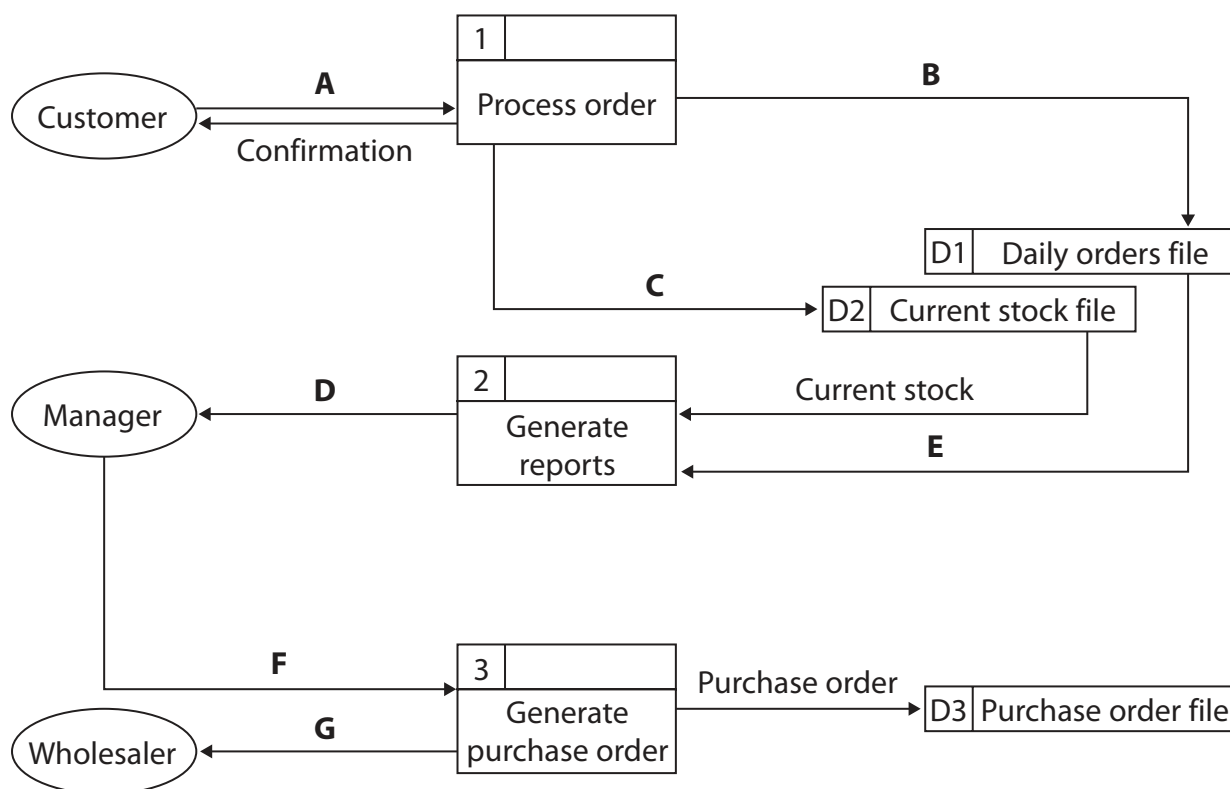 1
A
B
Customer
Process order
Confirmation
D1 Daily orders file
C
D2 Current stock file
2
D
Current stock
Manager
Generate
reports
E
3
F
Purchase order
Generate
purchase order
D3 Purchase order file
G
Wholesaler